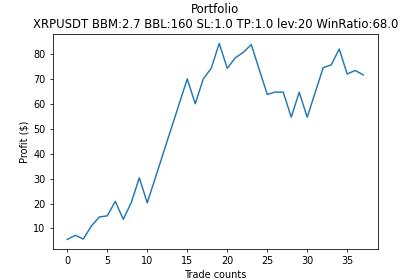 Portfolio
XRPUSDT BBM:2.7 BBL:160 SL:1.0 TP:1.0 lev:20 WinRatio:68.0
Profit ($)
80
70
60
50
40
30
20
10
0 5 10 15 20 25 30 35
Trade counts